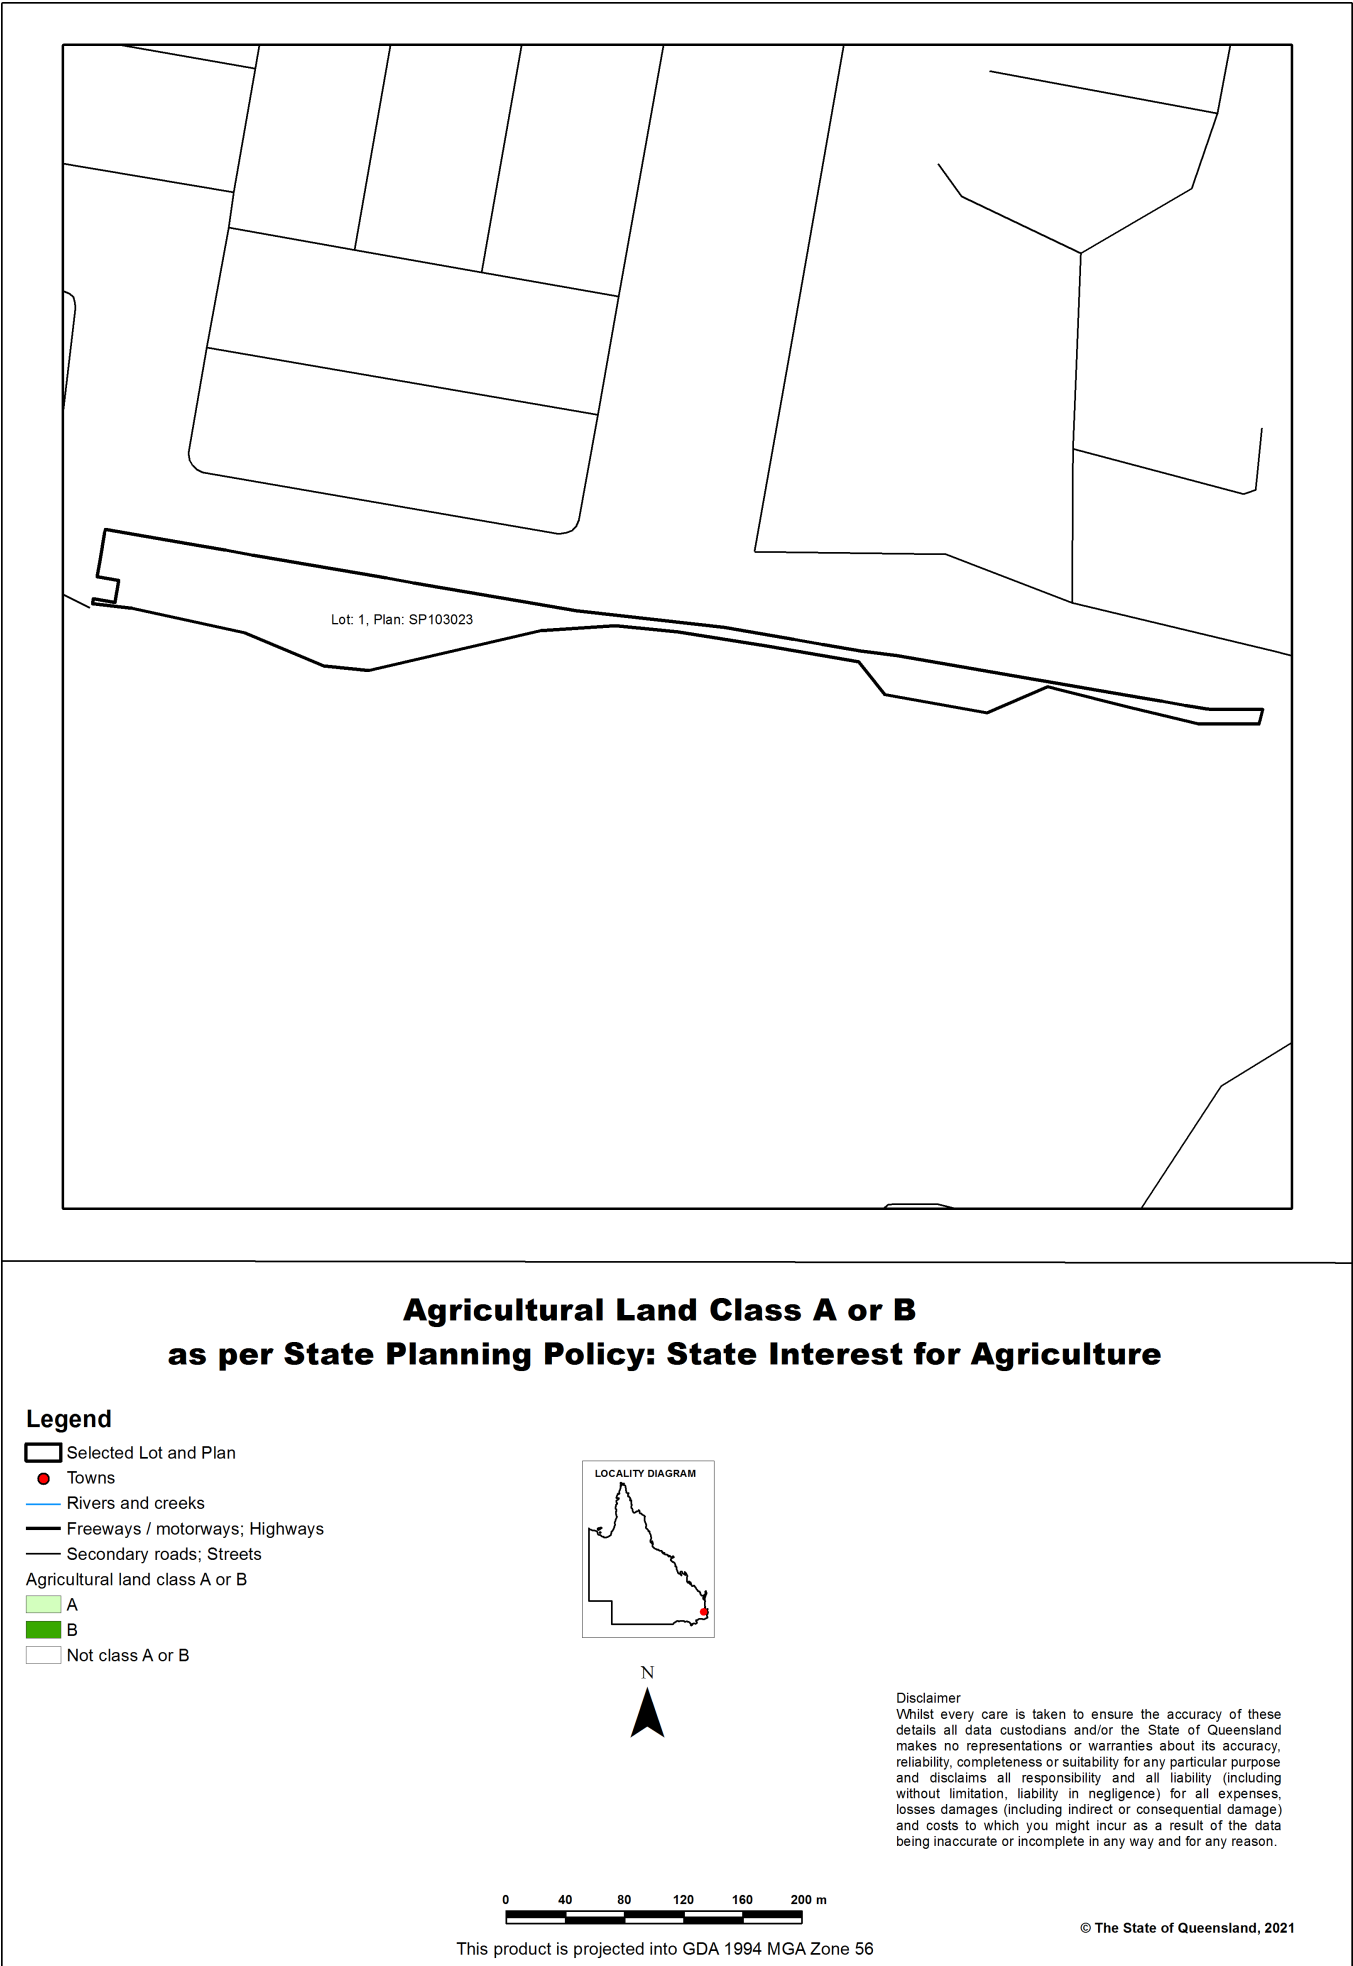 Lot: 1, Plan: SP103023
Agricultural Land Class A or B
as per State Planning Policy: State Interest for Agriculture
Legend
Selected Lot and Plan
Towns
Rivers and creeks
Freeways / motorways; Highways
Secondary roads; Streets
Agricultural land class A or B
A
B
Not class A or B
LOCALITY DIAGRAM
N
Disclaimer
Whilst every care is taken to ensure the accuracy of these
details all data custodians and/or the State of Queensland
makes no representations or warranties about its accuracy,
reliability, completeness or suitability for any particular purpose
and disclaims all responsibility and all liability (including
without limitation, liability in negligence) for all expenses,
losses damages (including indirect or consequential damage)
and costs to which you might incur as a result of the data
being inaccurate or incomplete in any way and for any reason.
0 40 80 120 160 200 m
© The State of Queensland, 2021
This product is projected into GDA 1994 MGA Zone 56